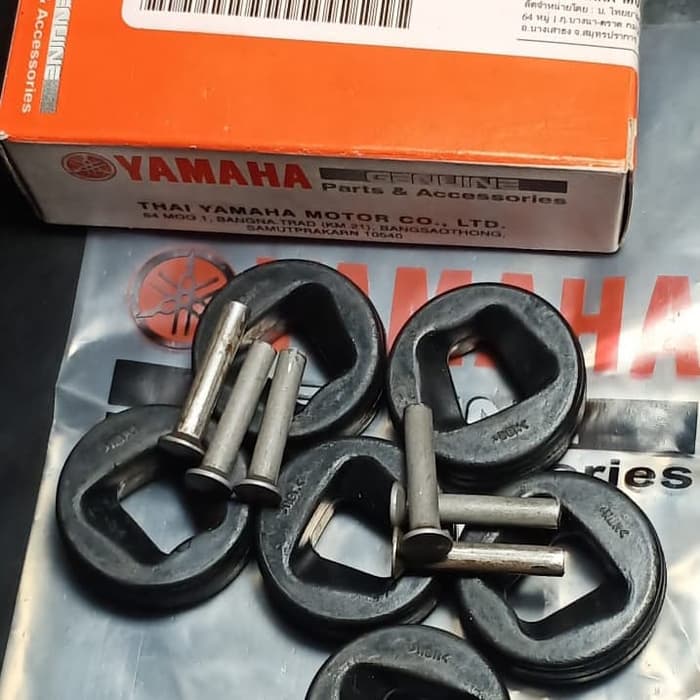 GENUINE
& Accessories
ลิตจำหน่ายโดย : บ. ไทยยา
64 หมู่ 1 ถ.บางนา-ตราด กม
อ.บางเสาธง จ.สมุทรปรากา
YAMAHA
GENUINE
Parts & Accessories
THAI YAMAHA MOTOR CO., LTD.
64 MOO 1, BANGNA-TRAD (KM 21), BANGSAOTHONG,
SAMUTPRAKARN 10540
YAMAHA
ories